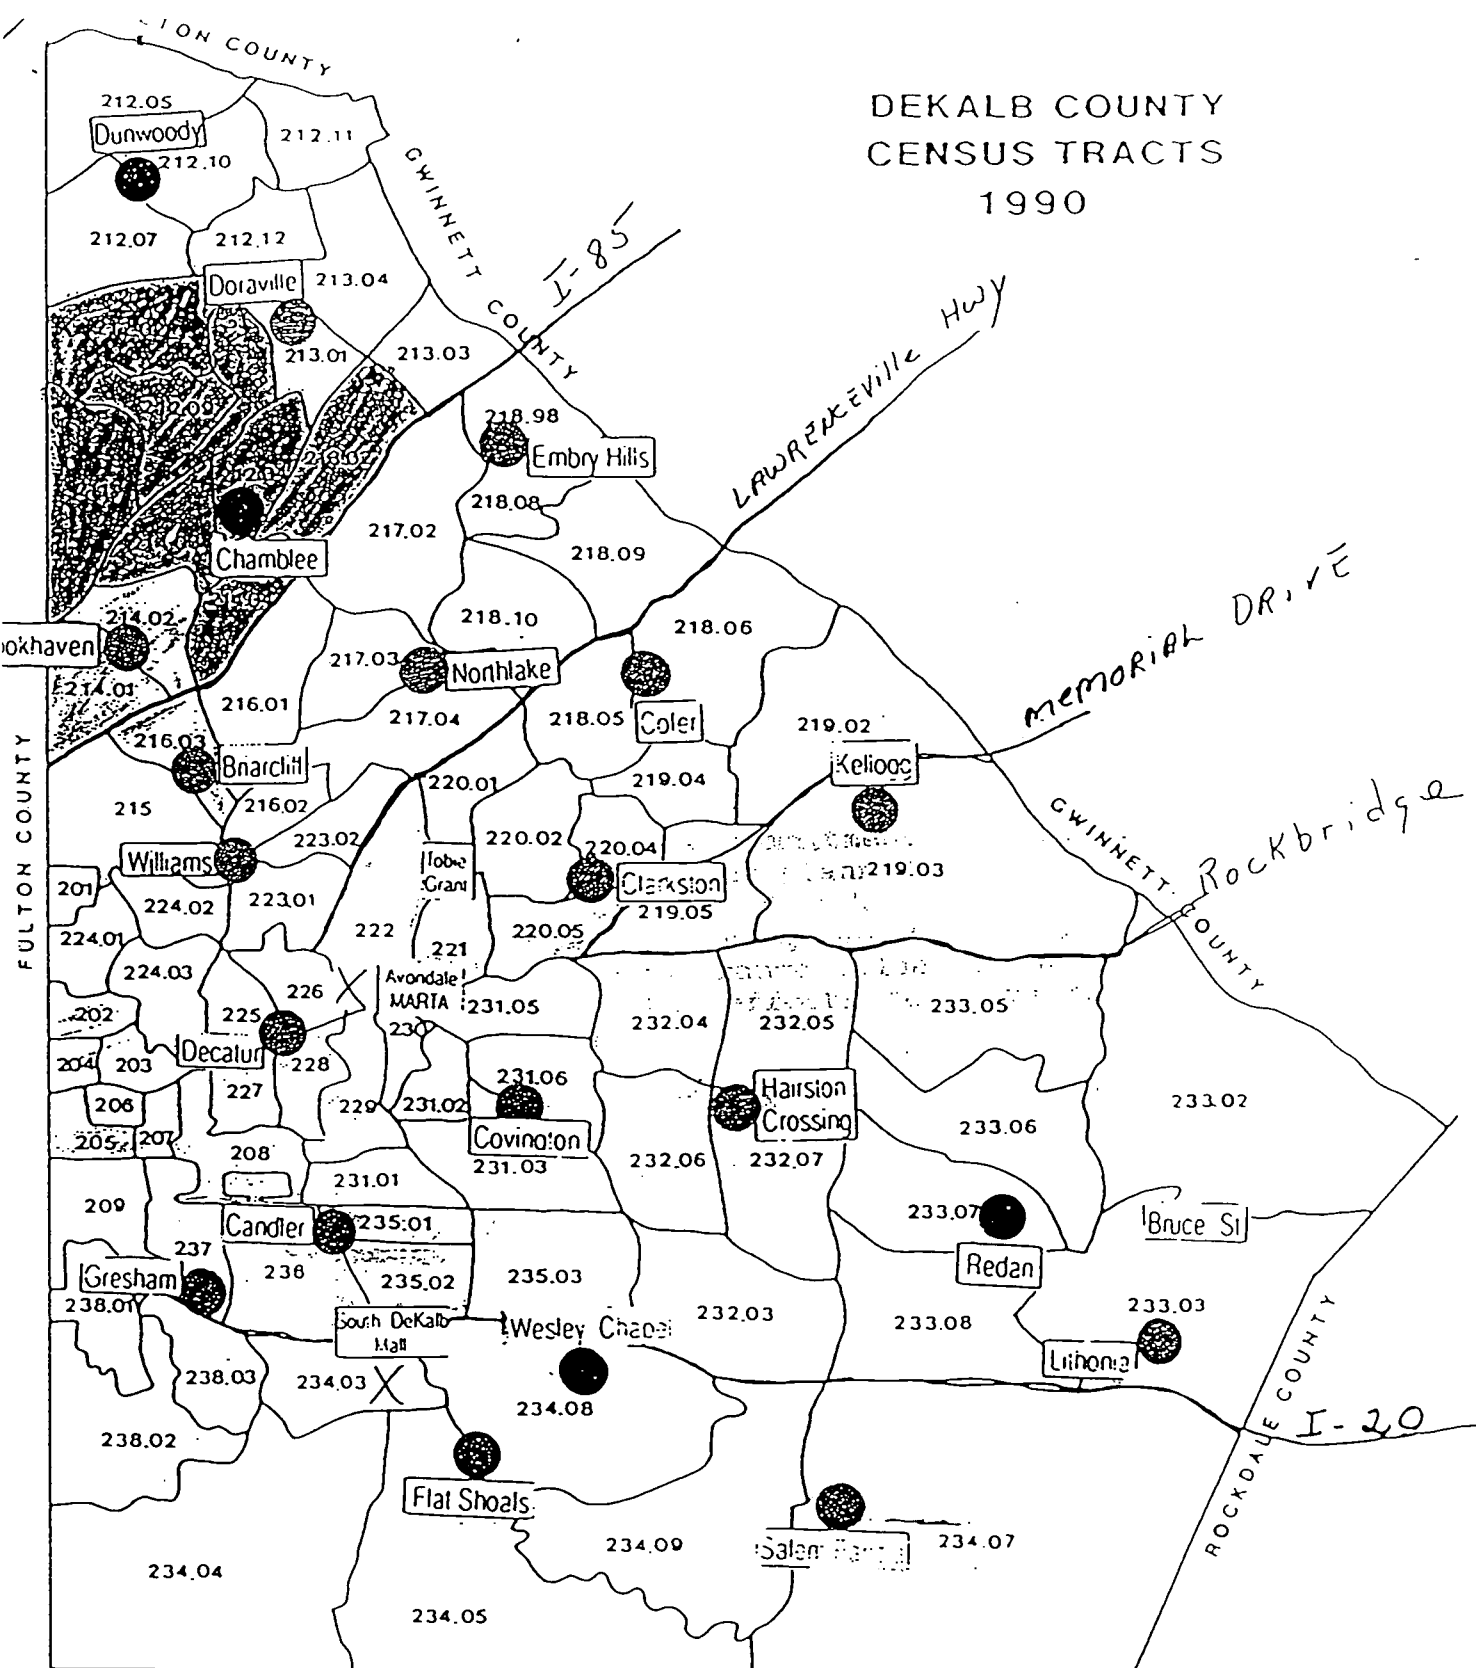 COUNTY
DEKALB COUNTY
CENSUS TRACTS
1990
212.05
Dunwoody
212.10
212.11
GWINNETT COUNTY
212.07
212.12
Doraville
213.04
I-85
213.01
213.03
LAWRENCEVILLE HWY
218.98
Embry Hills
218.08
217.02
218.09
Chamblee
MEMORIAL DRIVE
214.02
218.10
218.06
ookhaven
217.03
Northlake
214.01
216.01
217.04
218.05
Coler
219.02
216.03
Briarcliff
Kellogg
FULTON COUNTY
220.01
219.04
215
216.02
223.02
220.02
220.04
GWINNETT COUNTY
Rockbridge
Williams
Tobie
Grant
Clarkston
219.03
201
224.02
223.01
219.05
224.01
222
221
220.05
224.03
226
Avondale
MARTA
231.05
233.05
202
225
230
232.04
232.05
Decatur
204
203
228
227
229
231.02
231.06
Hairston
Crossing
233.02
206
205
207
Covington
233.06
208
231.03
232.06
232.07
231.01
209
Candler
235.01
233.07
Bruce St
237
236
235.02
235.03
Redan
Gresham
238.01
South DeKalb
Mall
Wesley Chapel
232.03
233.08
233.03
Lithonia
238.03
234.03
X
234.08
ROCKDALE COUNTY
I-20
238.02
Flat Shoals
234.09
Salem
234.07
234.04
234.05